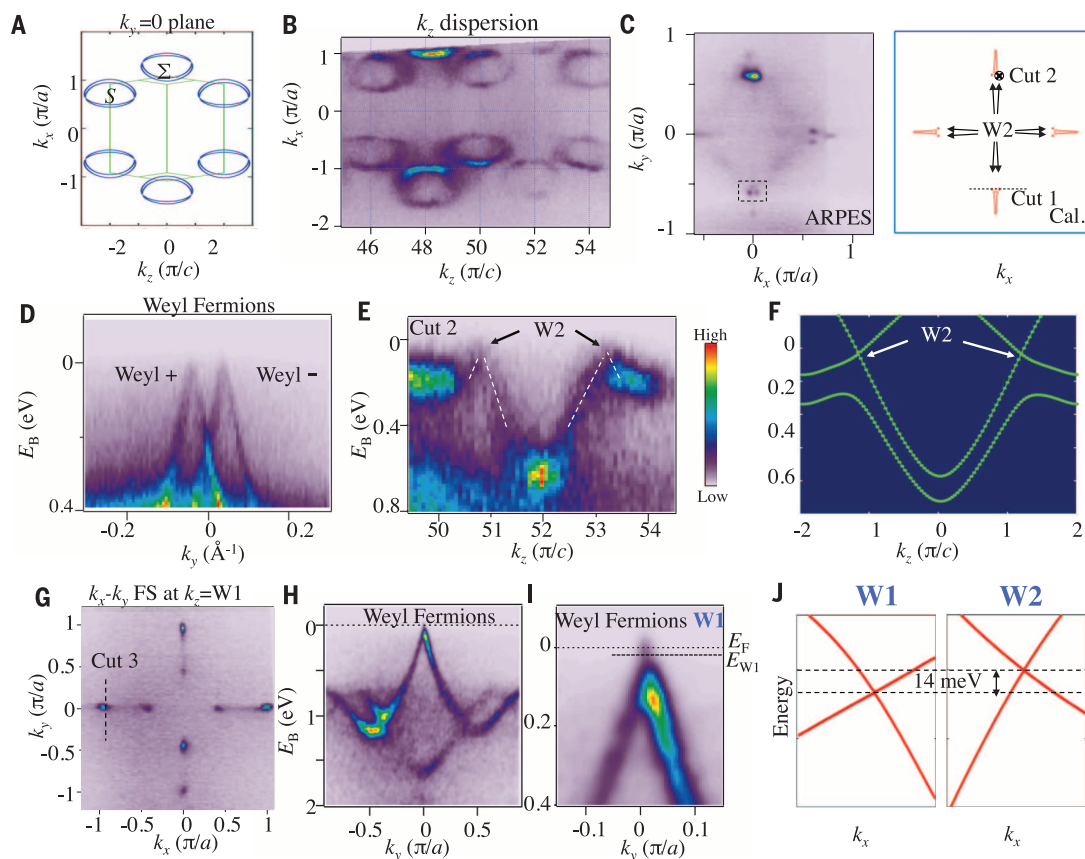 A
k_y=0 plane
k_x (π/a)
1
0
-1
Σ
S
-2
0
2
k_z (π/c)
B
k_z dispersion
k_x (π/a)
1
0
-1
-2
46
48
50
52
54
k_z (π/c)
C
k_y (π/a)
1
0
-1
ARPES
0
1
k_x (π/a)
Cut 2
W2
Cut 1
Cal.
k_x
D
Weyl Fermions
Weyl +
Weyl −
E_B (eV)
0
0.4
-0.2
0
0.2
k_y (Å⁻¹)
E
Cut 2
W2
E_B (eV)
0
0.4
0.8
50
51
52
53
54
k_z (π/c)
High
Low
F
W2
0
0.2
0.4
0.6
2
1
0
1
2
k_z (π/c)
G
k_x-k_y FS at k_z=W1
Cut 3
k_y (π/a)
1
0.5
0
-0.5
-1
-1
-0.5
0
0.5
1
k_x (π/a)
H
Weyl Fermions
E_B (eV)
0
1
2
-0.5
0
0.5
k_y (π/a)
I
Weyl Fermions W1
E_F
E_W1
0
0.2
0.4
-0.1
0
0.1
k_y (π/a)
J
W1
W2
Energy
14 meV
k_x
k_x